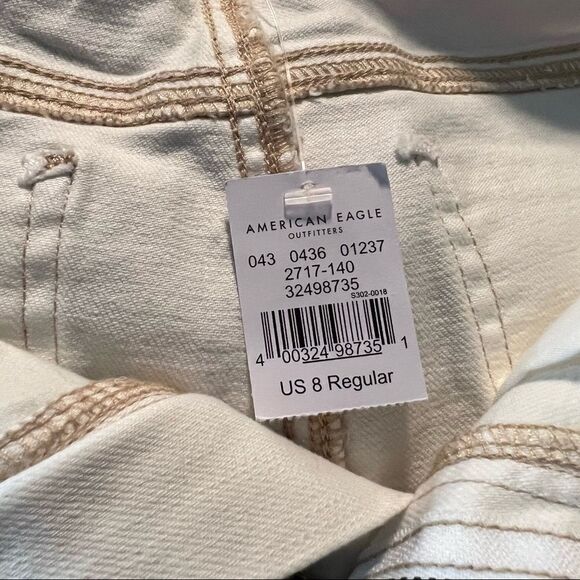 AMERICAN EAGLE
OUTFITTERS
043 0436 01237
2717-140
32498735
S302-0018
4 00324 98735 1
US 8 Regular